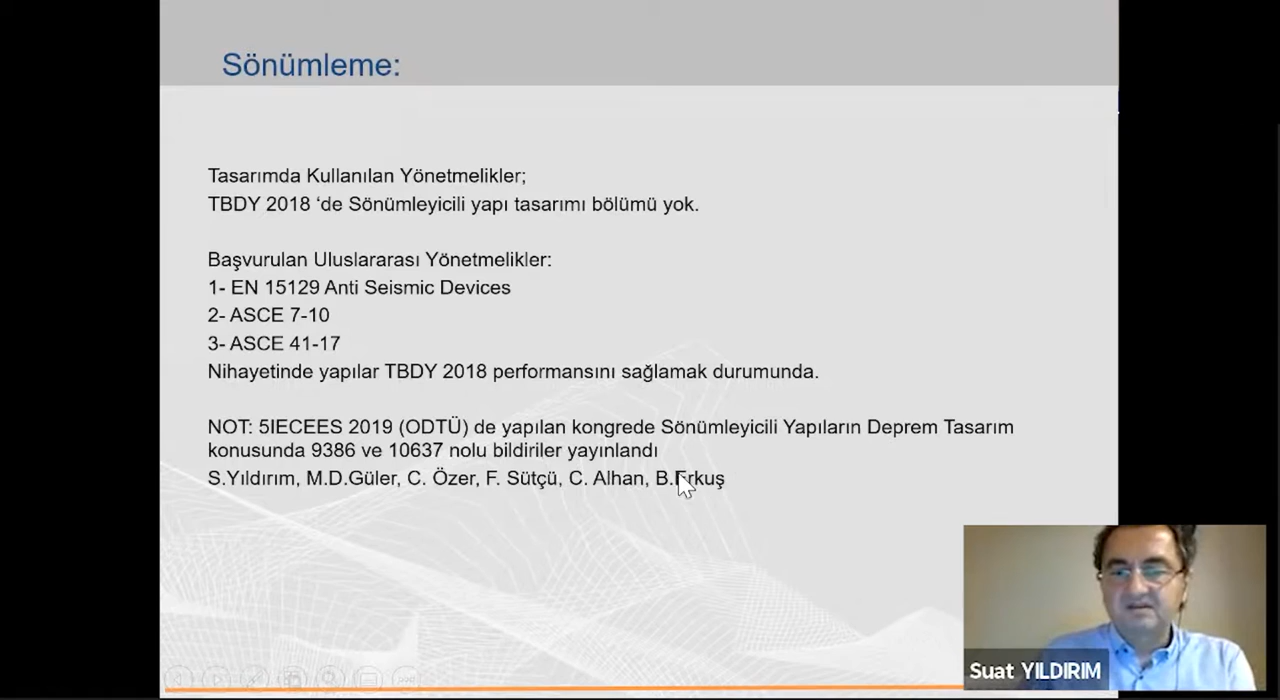 Sönümleme:
Tasarımda Kullanılan Yönetmelikler;
TBDY 2018 ‘de Sönümleyicili yapı tasarımı bölümü yok.
Başvurulan Uluslararası Yönetmelikler:
1- EN 15129 Anti Seismic Devices
2- ASCE 7-10
3- ASCE 41-17
Nihayetinde yapılar TBDY 2018 performansını sağlamak durumunda.
NOT: 5IECEES 2019 (ODTÜ) de yapılan kongrede Sönümleyicili Yapıların Deprem Tasarım
konusunda 9386 ve 10637 nolu bildiriler yayınlandı
S.Yıldırım, M.D.Güler, C. Özer, F. Sütçü, C. Alhan, B.Erkuş
Suat YILDIRIM